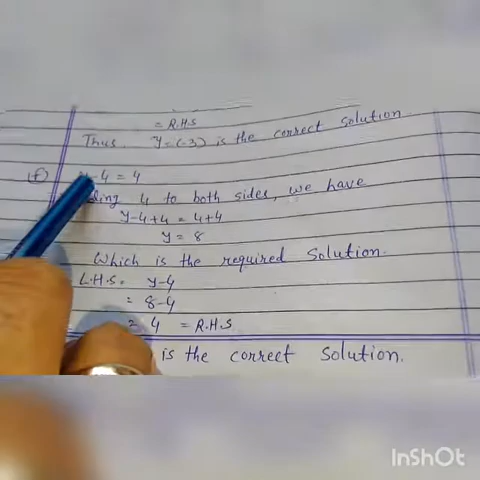 = R.H.S
Thus. Y=(-3) is the correct solution
(f) -4 = 4
4 to both sides, we have
Y-4+4 = 4+4
Y = 8
Which is the required solution.
L.H.S = Y-4
= 8-4
= 4 = R.H.S
is the correct solution.
InShOt